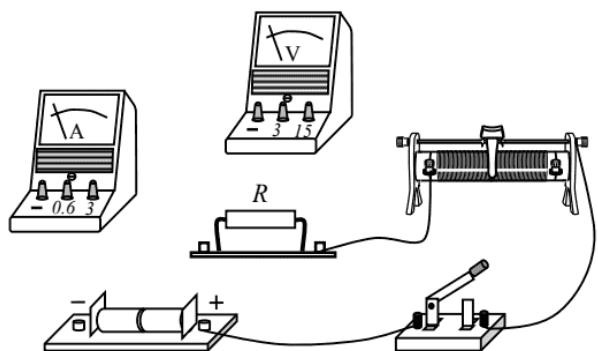 V
– 3 15
A
– 0.6 3
R
– +